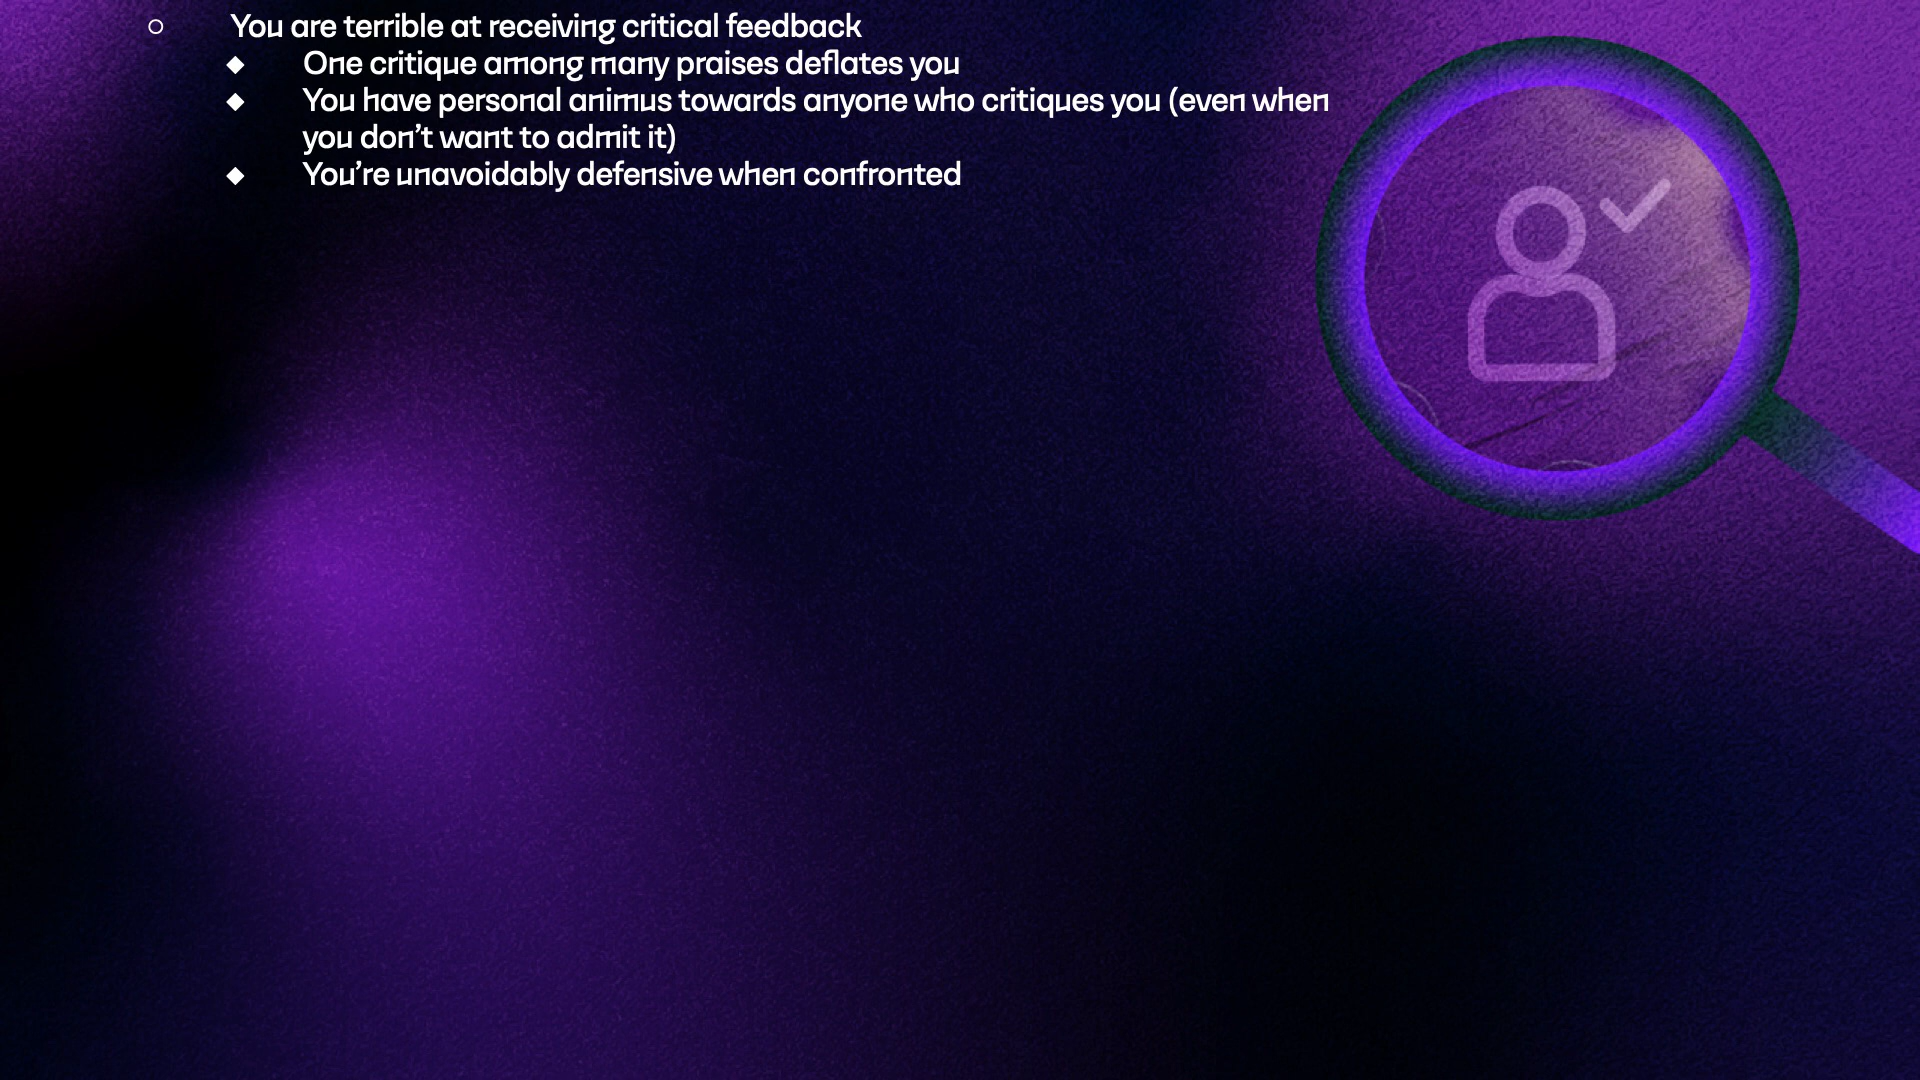 You are terrible at receiving critical feedback
One critique among many praises deflates you
You have personal animus towards anyone who critiques you (even when
you don’t want to admit it)
You’re unavoidably defensive when confronted